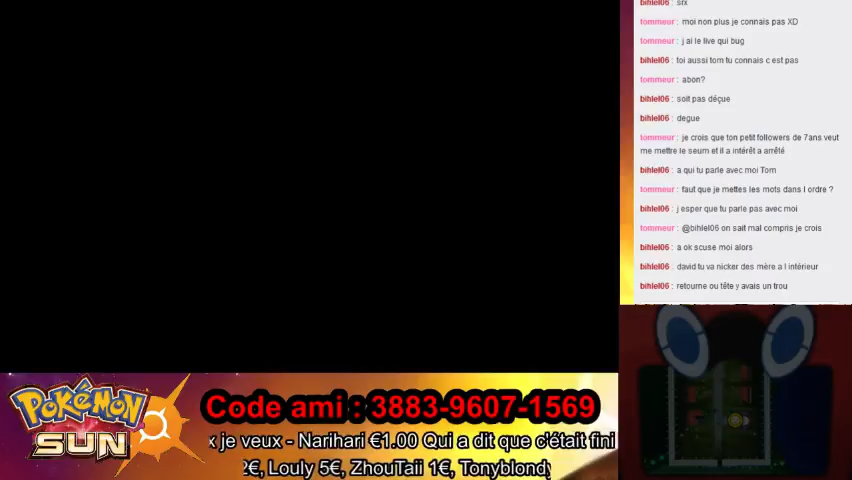 bihlel06 : srx
tommeur : moi non plus je connais pas XD
tommeur : j ai le live qui bug
bihlel06 : toi aussi tom tu connais c est pas
tommeur : abon?
bihlel06 : soit pas déçue
bihlel06 : degue
tommeur : je crois que ton petit followers de 7ans veut
me mettre le seum et il a intérêt a arrêté
bihlel06 : a qui tu parle avec moi Tom
tommeur : faut que je mettes les mots dans l ordre ?
bihlel06 : j esper que tu parle pas avec moi
tommeur : @bihlel06 on sait mal compris je crois
bihlel06 : a ok scuse moi alors
bihlel06 : david tu va nicker des mère a l intérieur
bihlel06 : retourne ou tête y avais un trou
POKÉMON
SUN
Code ami : 3883-9607-1569
x je veux - Narihari €1.00 Qui a dit que c'était fini
2€, Louly 5€, ZhouTaii 1€, Tonyblondy